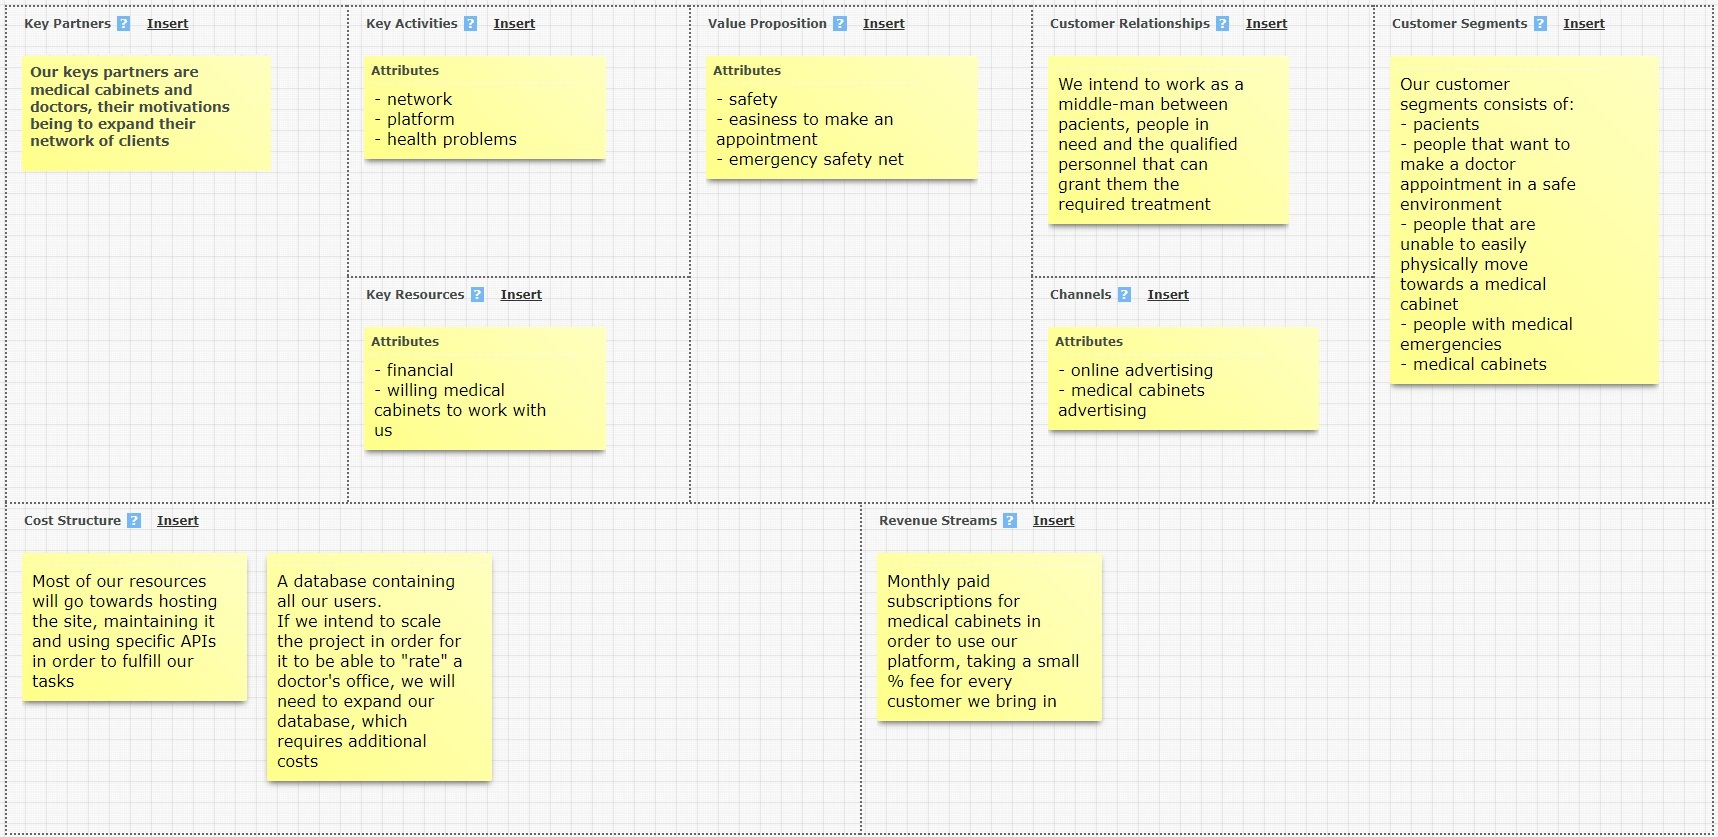 Key Partners ? Insert
Our keys partners are
medical cabinets and
doctors, their motivations
being to expand their
network of clients
Key Activities ? Insert
Attributes
- network
- platform
- health problems
Key Resources ? Insert
Attributes
- financial
- willing medical
cabinets to work with
us
Value Proposition ? Insert
Attributes
- safety
- easiness to make an
appointment
- emergency safety net
Customer Relationships ? Insert
We intend to work as a
middle-man between
pacients, people in
need and the qualified
personnel that can
grant them the
required treatment
Channels ? Insert
Attributes
- online advertising
- medical cabinets
advertising
Customer Segments ? Insert
Our customer
segments consists of:
- pacients
- people that want to
make a doctor
appointment in a safe
environment
- people that are
unable to easily
physically move
towards a medical
cabinet
- people with medical
emergencies
- medical cabinets
Cost Structure ? Insert
Most of our resources
will go towards hosting
the site, maintaining it
and using specific APIs
in order to fulfill our
tasks
A database containing
all our users.
If we intend to scale
the project in order for
it to be able to "rate" a
doctor's office, we will
need to expand our
database, which
requires additional
costs
Revenue Streams ? Insert
Monthly paid
subscriptions for
medical cabinets in
order to use our
platform, taking a small
% fee for every
customer we bring in